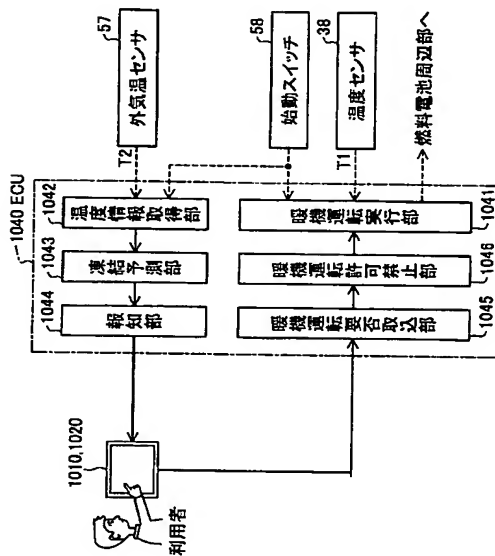 1040 ECU
57
外気温センサ
T2
1042
温度情報取得部
1043
凍結予測部
1044
報知部
58
始動スイッチ
38
温度センサ
T1
1041
暖機運転実行部
燃料電池周辺部へ
1046
暖機運転許可禁止部
1045
暖機運転要否取込部
1010,1020
利用者